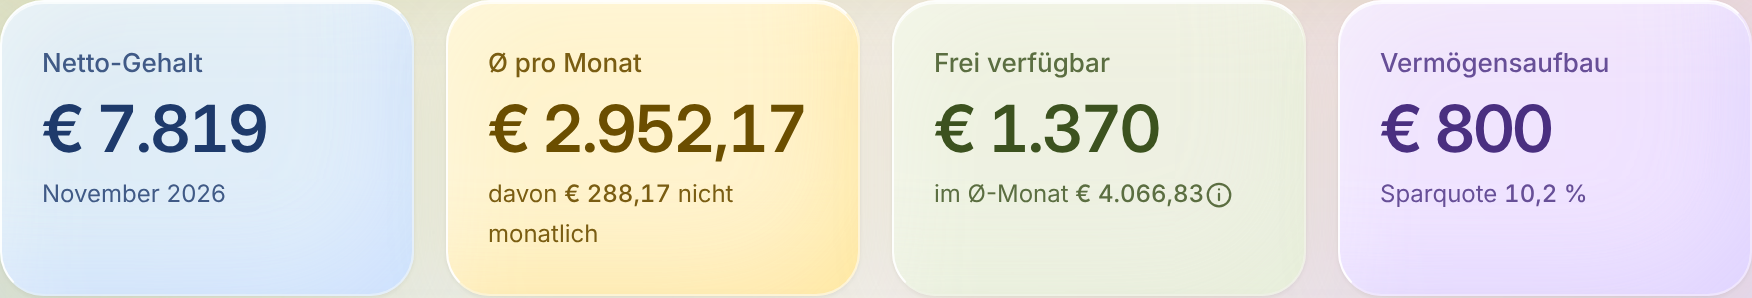 Netto-Gehalt
€ 7.819
November 2026
Ø pro Monat
€ 2.952,17
davon € 288,17 nicht
monatlich
Frei verfügbar
€ 1.370
im Ø-Monat € 4.066,83
Vermögensaufbau
€ 800
Sparquote 10,2 %